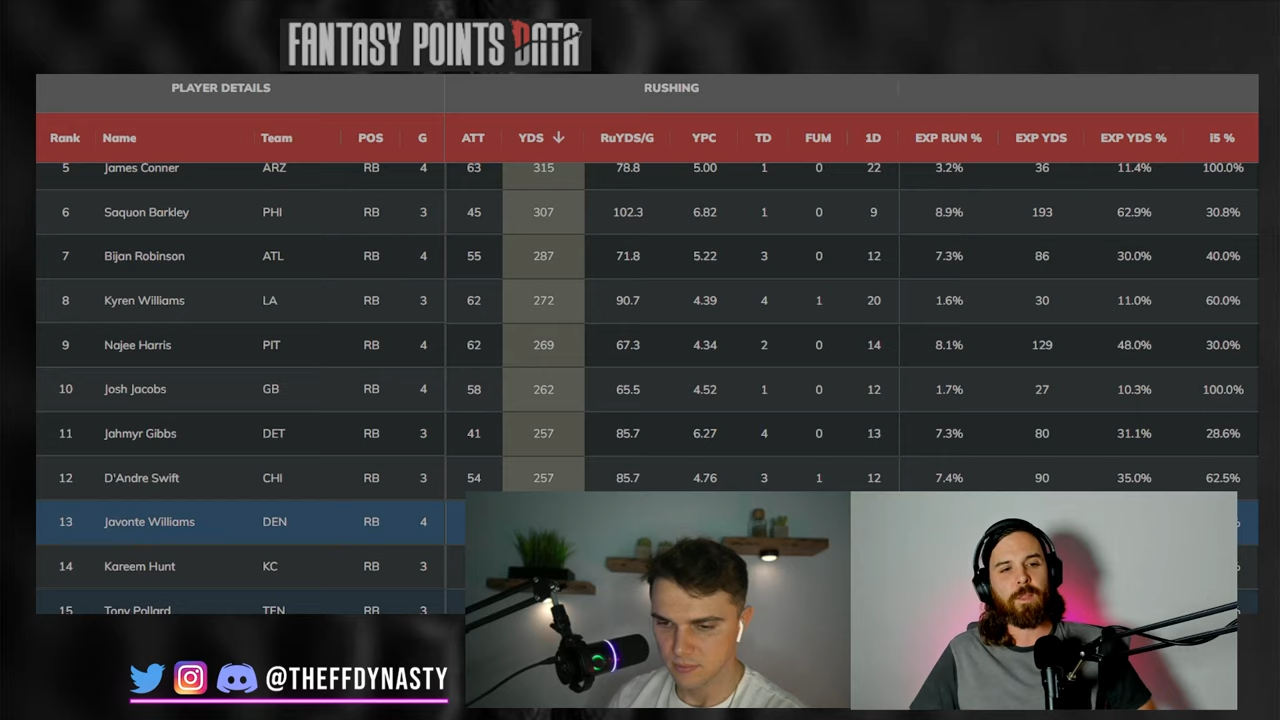 FANTASY POINTS DATA
PLAYER DETAILS RUSHING
Rank Name Team POS G ATT YDS ↓ RuYDS/G YPC TD FUM 1D EXP RUN % EXP YDS EXP YDS % i5 %
5 James Conner ARZ RB 4 63 315 78.8 5.00 1 0 22 3.2% 36 11.4% 100.0%
6 Saquon Barkley PHI RB 3 45 307 102.3 6.82 1 0 9 8.9% 193 62.9% 30.8%
7 Bijan Robinson ATL RB 4 55 287 71.8 5.22 3 0 12 7.3% 86 30.0% 40.0%
8 Kyren Williams LA RB 3 62 272 90.7 4.39 4 1 20 1.6% 30 11.0% 60.0%
9 Najee Harris PIT RB 4 62 269 67.3 4.34 2 0 14 8.1% 129 48.0% 30.0%
10 Josh Jacobs GB RB 4 58 262 65.5 4.52 1 0 12 1.7% 27 10.3% 100.0%
11 Jahmyr Gibbs DET RB 3 41 257 85.7 6.27 4 0 13 7.3% 80 31.1% 28.6%
12 D'Andre Swift CHI RB 3 54 257 85.7 4.76 3 1 12 7.4% 90 35.0% 62.5%
13 Javonte Williams DEN RB 4
14 Kareem Hunt KC RB 3
15 Tony Pollard TEN RB 3
@THEFFDYNASTY